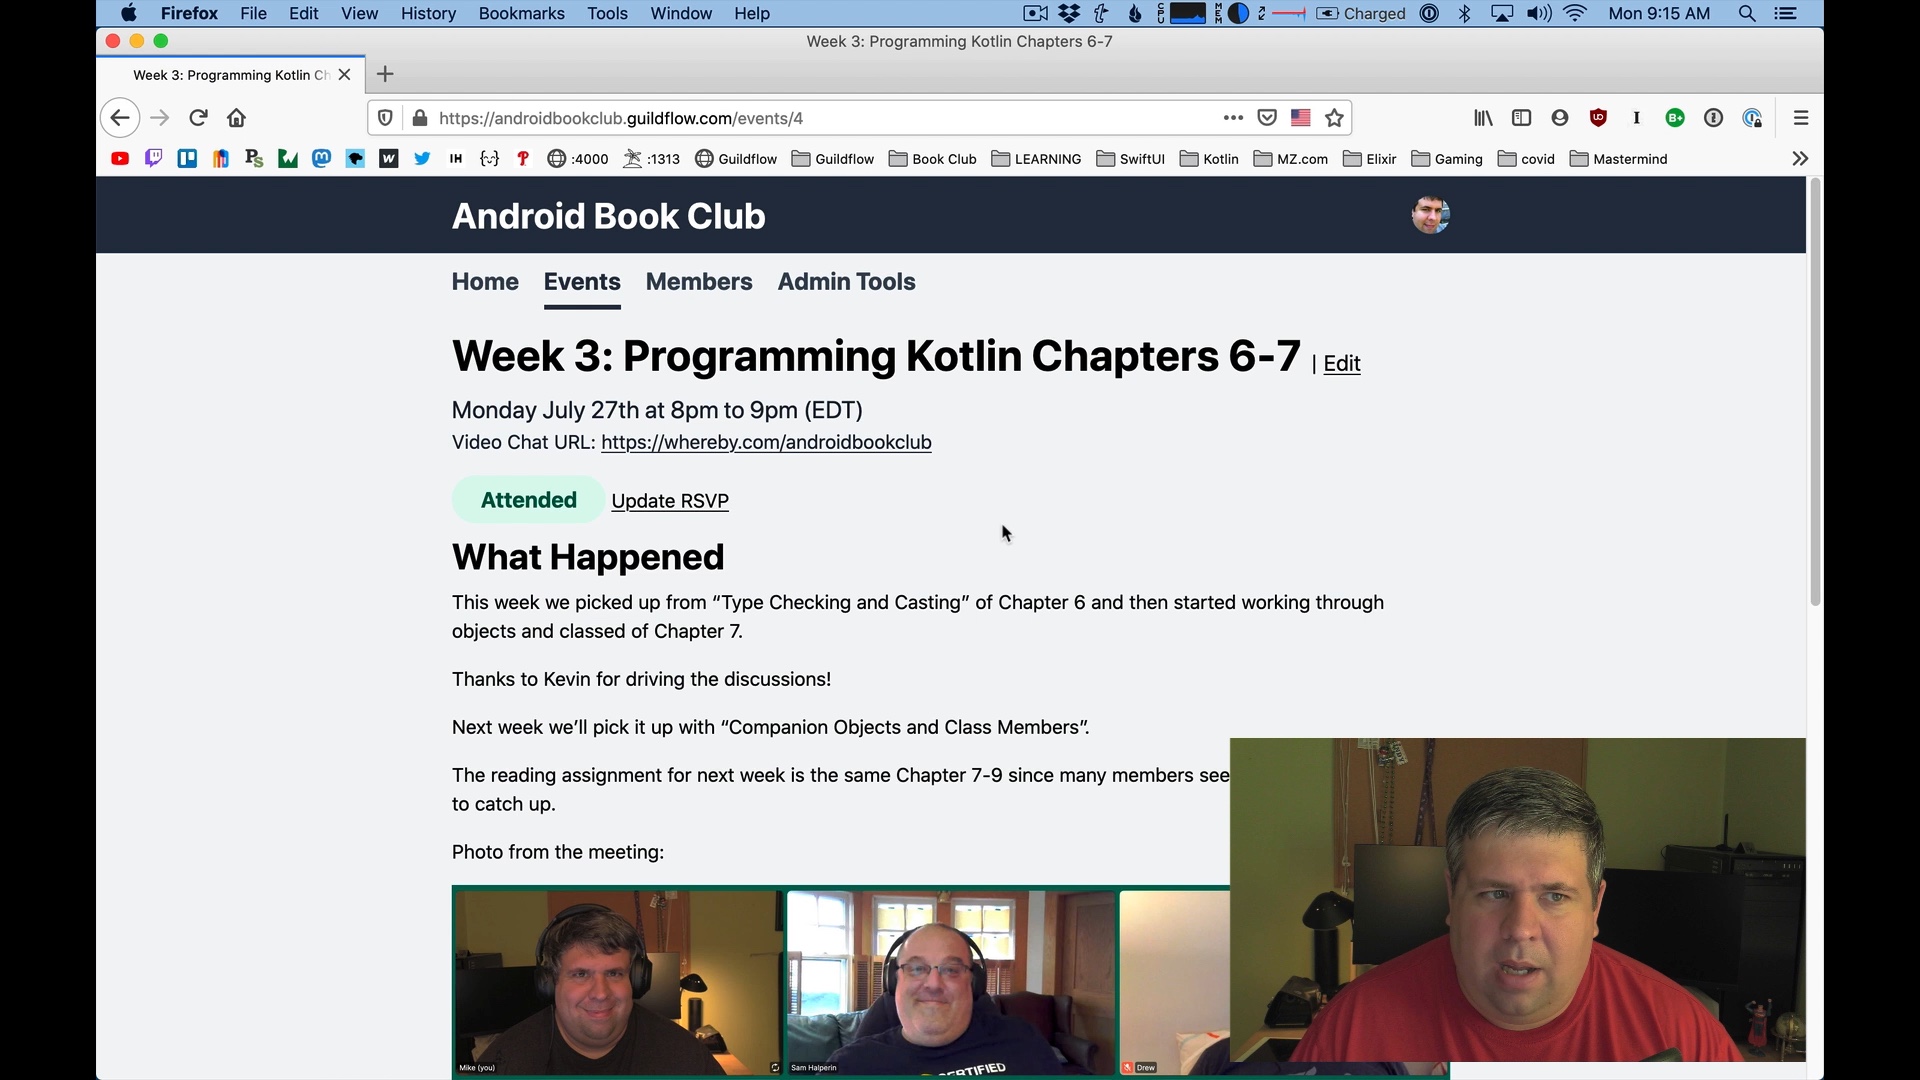 Firefox File Edit View History Bookmarks Tools Window Help
CPU MEM Charged Mon 9:15 AM
Week 3: Programming Kotlin Chapters 6-7
Week 3: Programming Kotlin Ch
https://androidbookclub.guildflow.com/events/4
:4000 :1313 Guildflow Guildflow Book Club LEARNING SwiftUI Kotlin MZ.com Elixir Gaming covid Mastermind
Android Book Club
Home Events Members Admin Tools
Week 3: Programming Kotlin Chapters 6-7 | Edit
Monday July 27th at 8pm to 9pm (EDT)
Video Chat URL: https://whereby.com/androidbookclub
Attended Update RSVP
What Happened
This week we picked up from “Type Checking and Casting” of Chapter 6 and then started working through
objects and classed of Chapter 7.
Thanks to Kevin for driving the discussions!
Next week we’ll pick it up with “Companion Objects and Class Members”.
The reading assignment for next week is the same Chapter 7-9 since many members see
to catch up.
Photo from the meeting:
Mike (you) Sam Halperin Drew